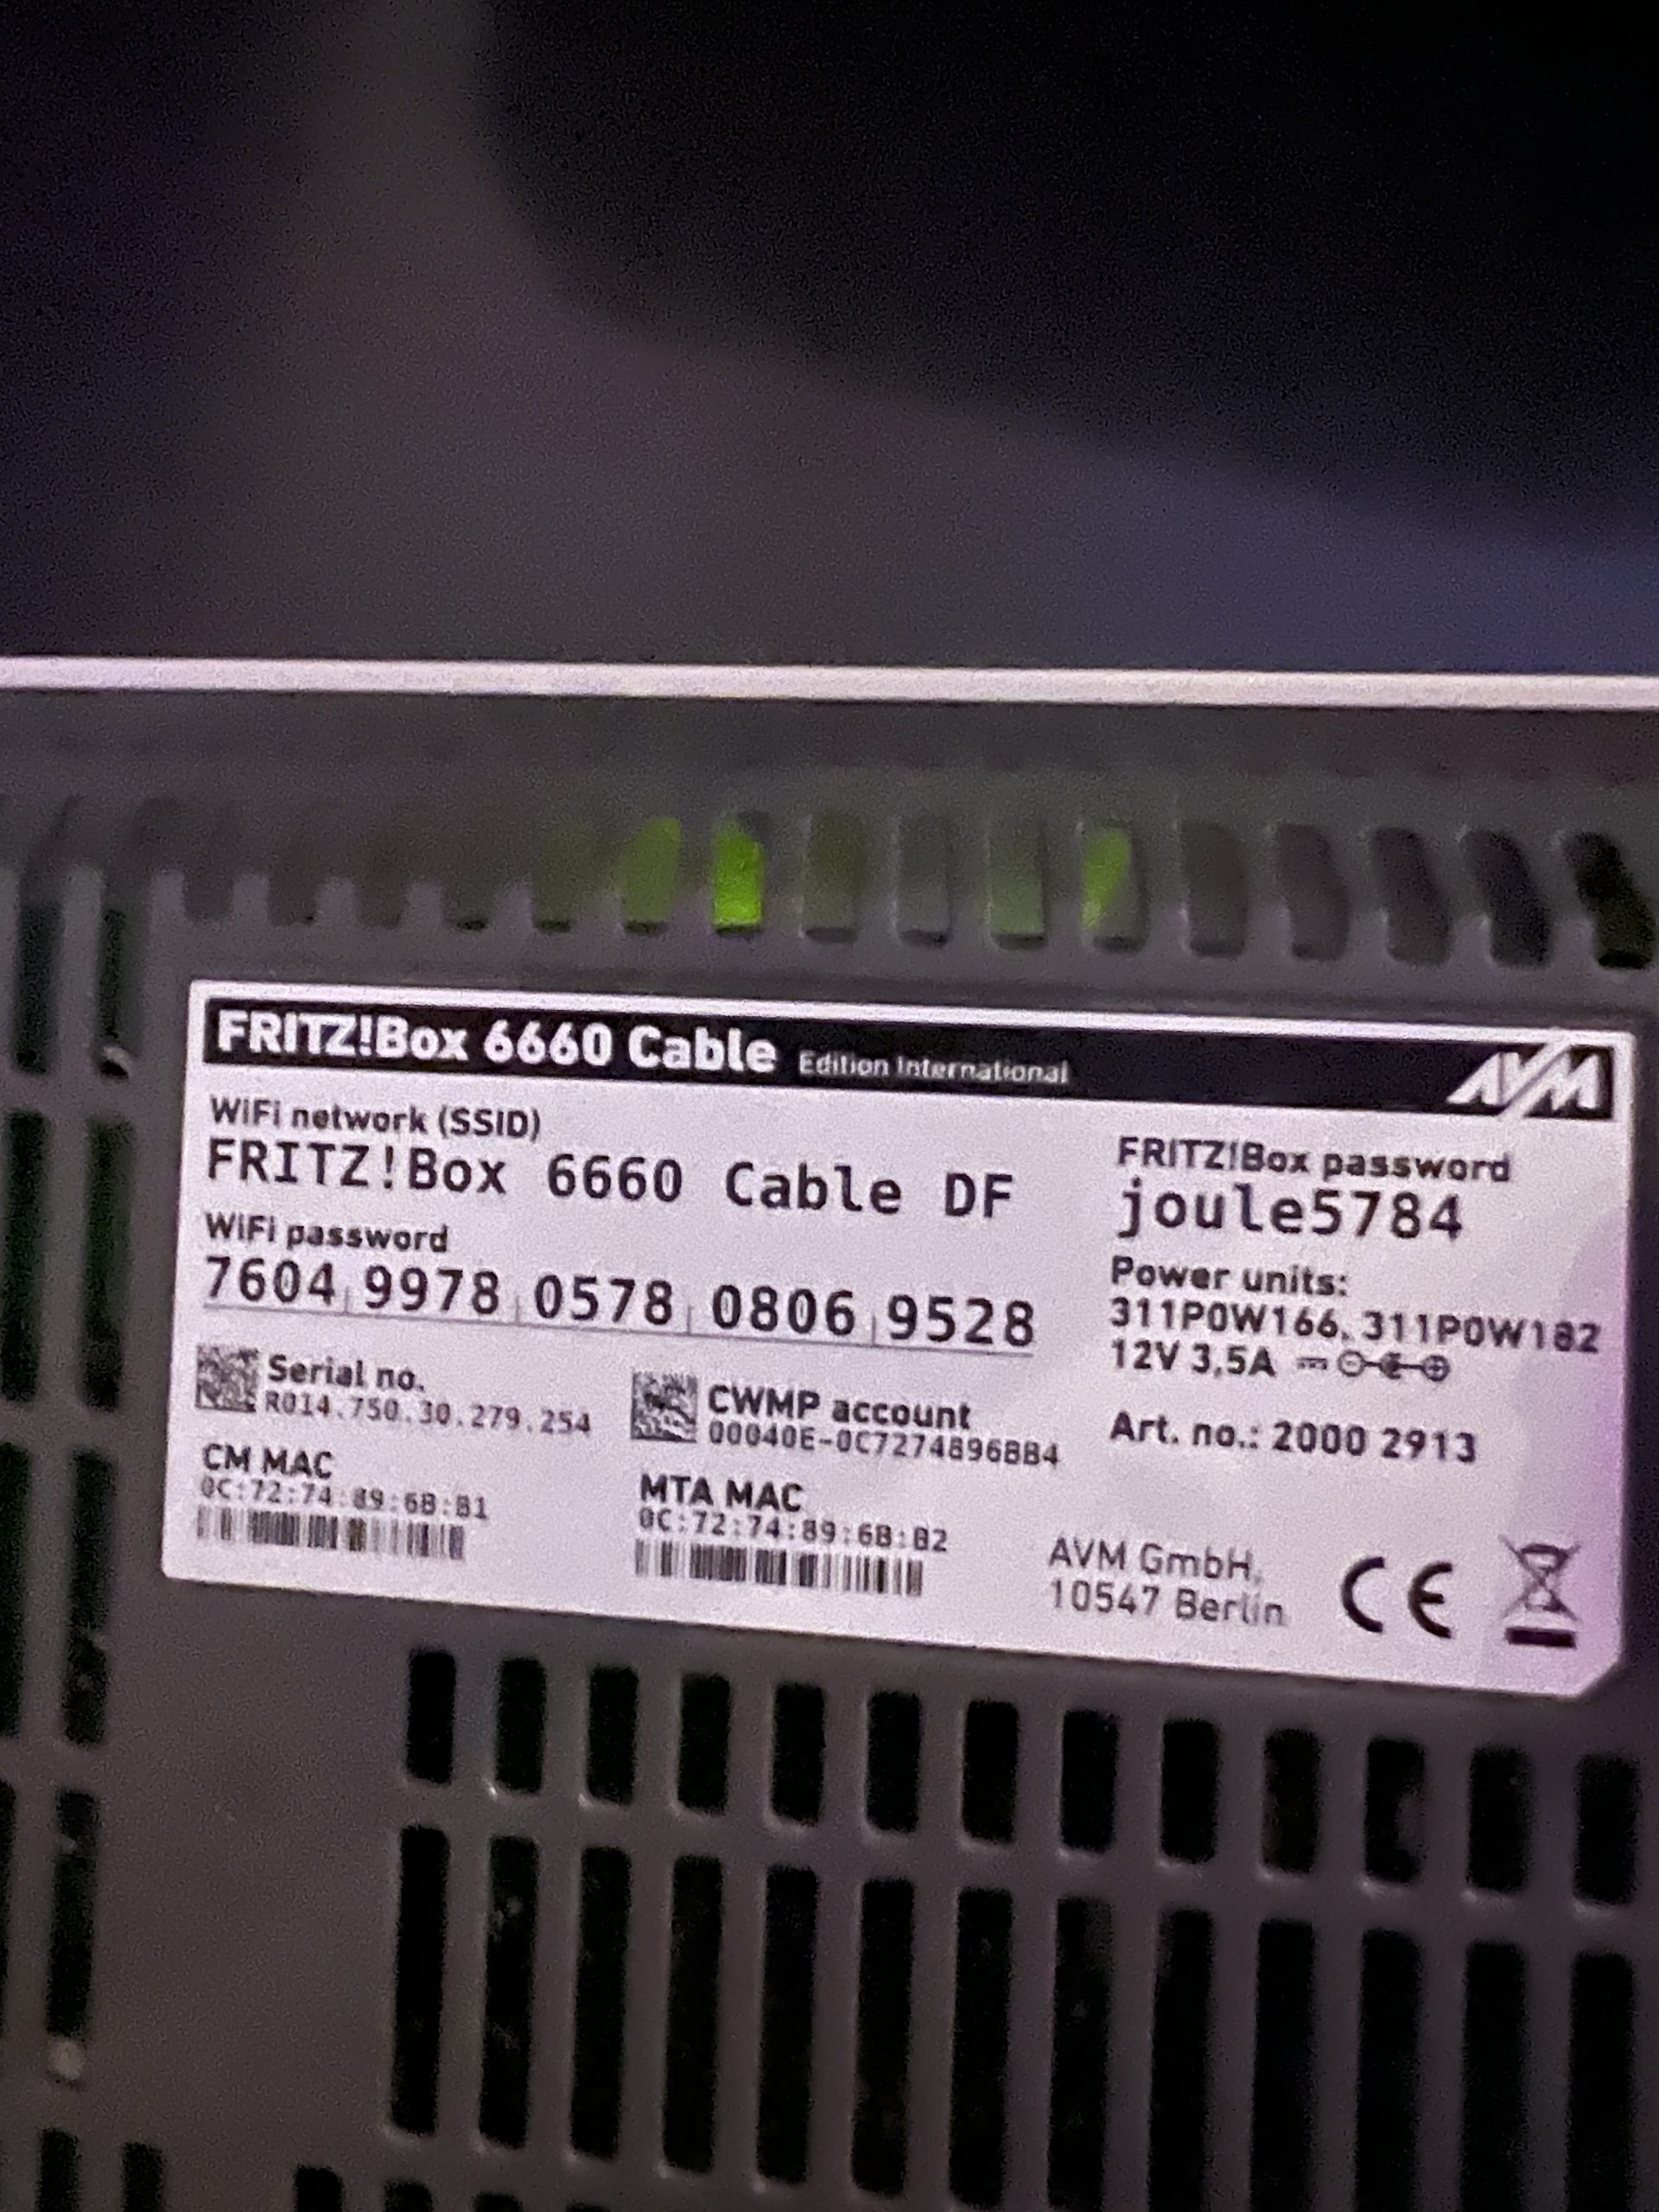 FRITZ!Box 6660 Cable Edition International AVM
WiFi network (SSID)
FRITZ!Box 6660 Cable DF
WiFi password
7604 9978 0578 0806 9528
FRITZ!Box password
joule5784
Power units:
311P0W166, 311P0W182
12V 3,5A
Art. no.: 2000 2913
Serial no.
R014.750.30.279.254
CWMP account
00040E-0C7274896BB4
CM MAC
0C:72:74:89:6B:B1
MTA MAC
0C:72:74:89:6B:B2
AVM GmbH,
10547 Berlin
CE